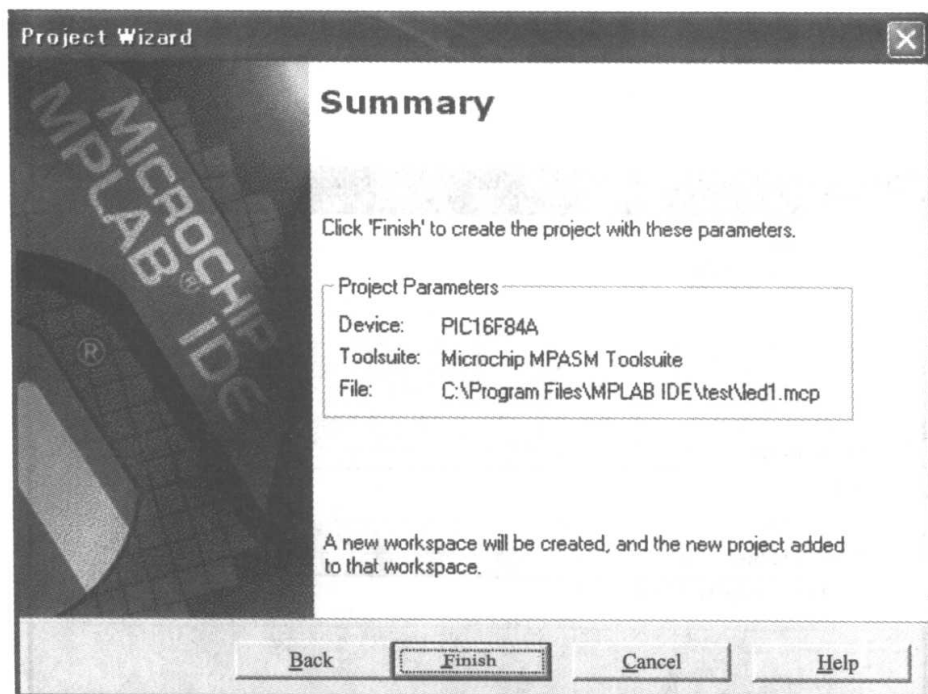 Project Wizard
MICROCHIP
MPLAB® IDE
®
Summary
Click 'Finish' to create the project with these parameters.
Project Parameters
Device: PIC16F84A
Toolsuite: Microchip MPASM Toolsuite
File: C:\Program Files\MPLAB IDE\test\led1.mcp
A new workspace will be created, and the new project added
to that workspace.
Back Finish Cancel Help